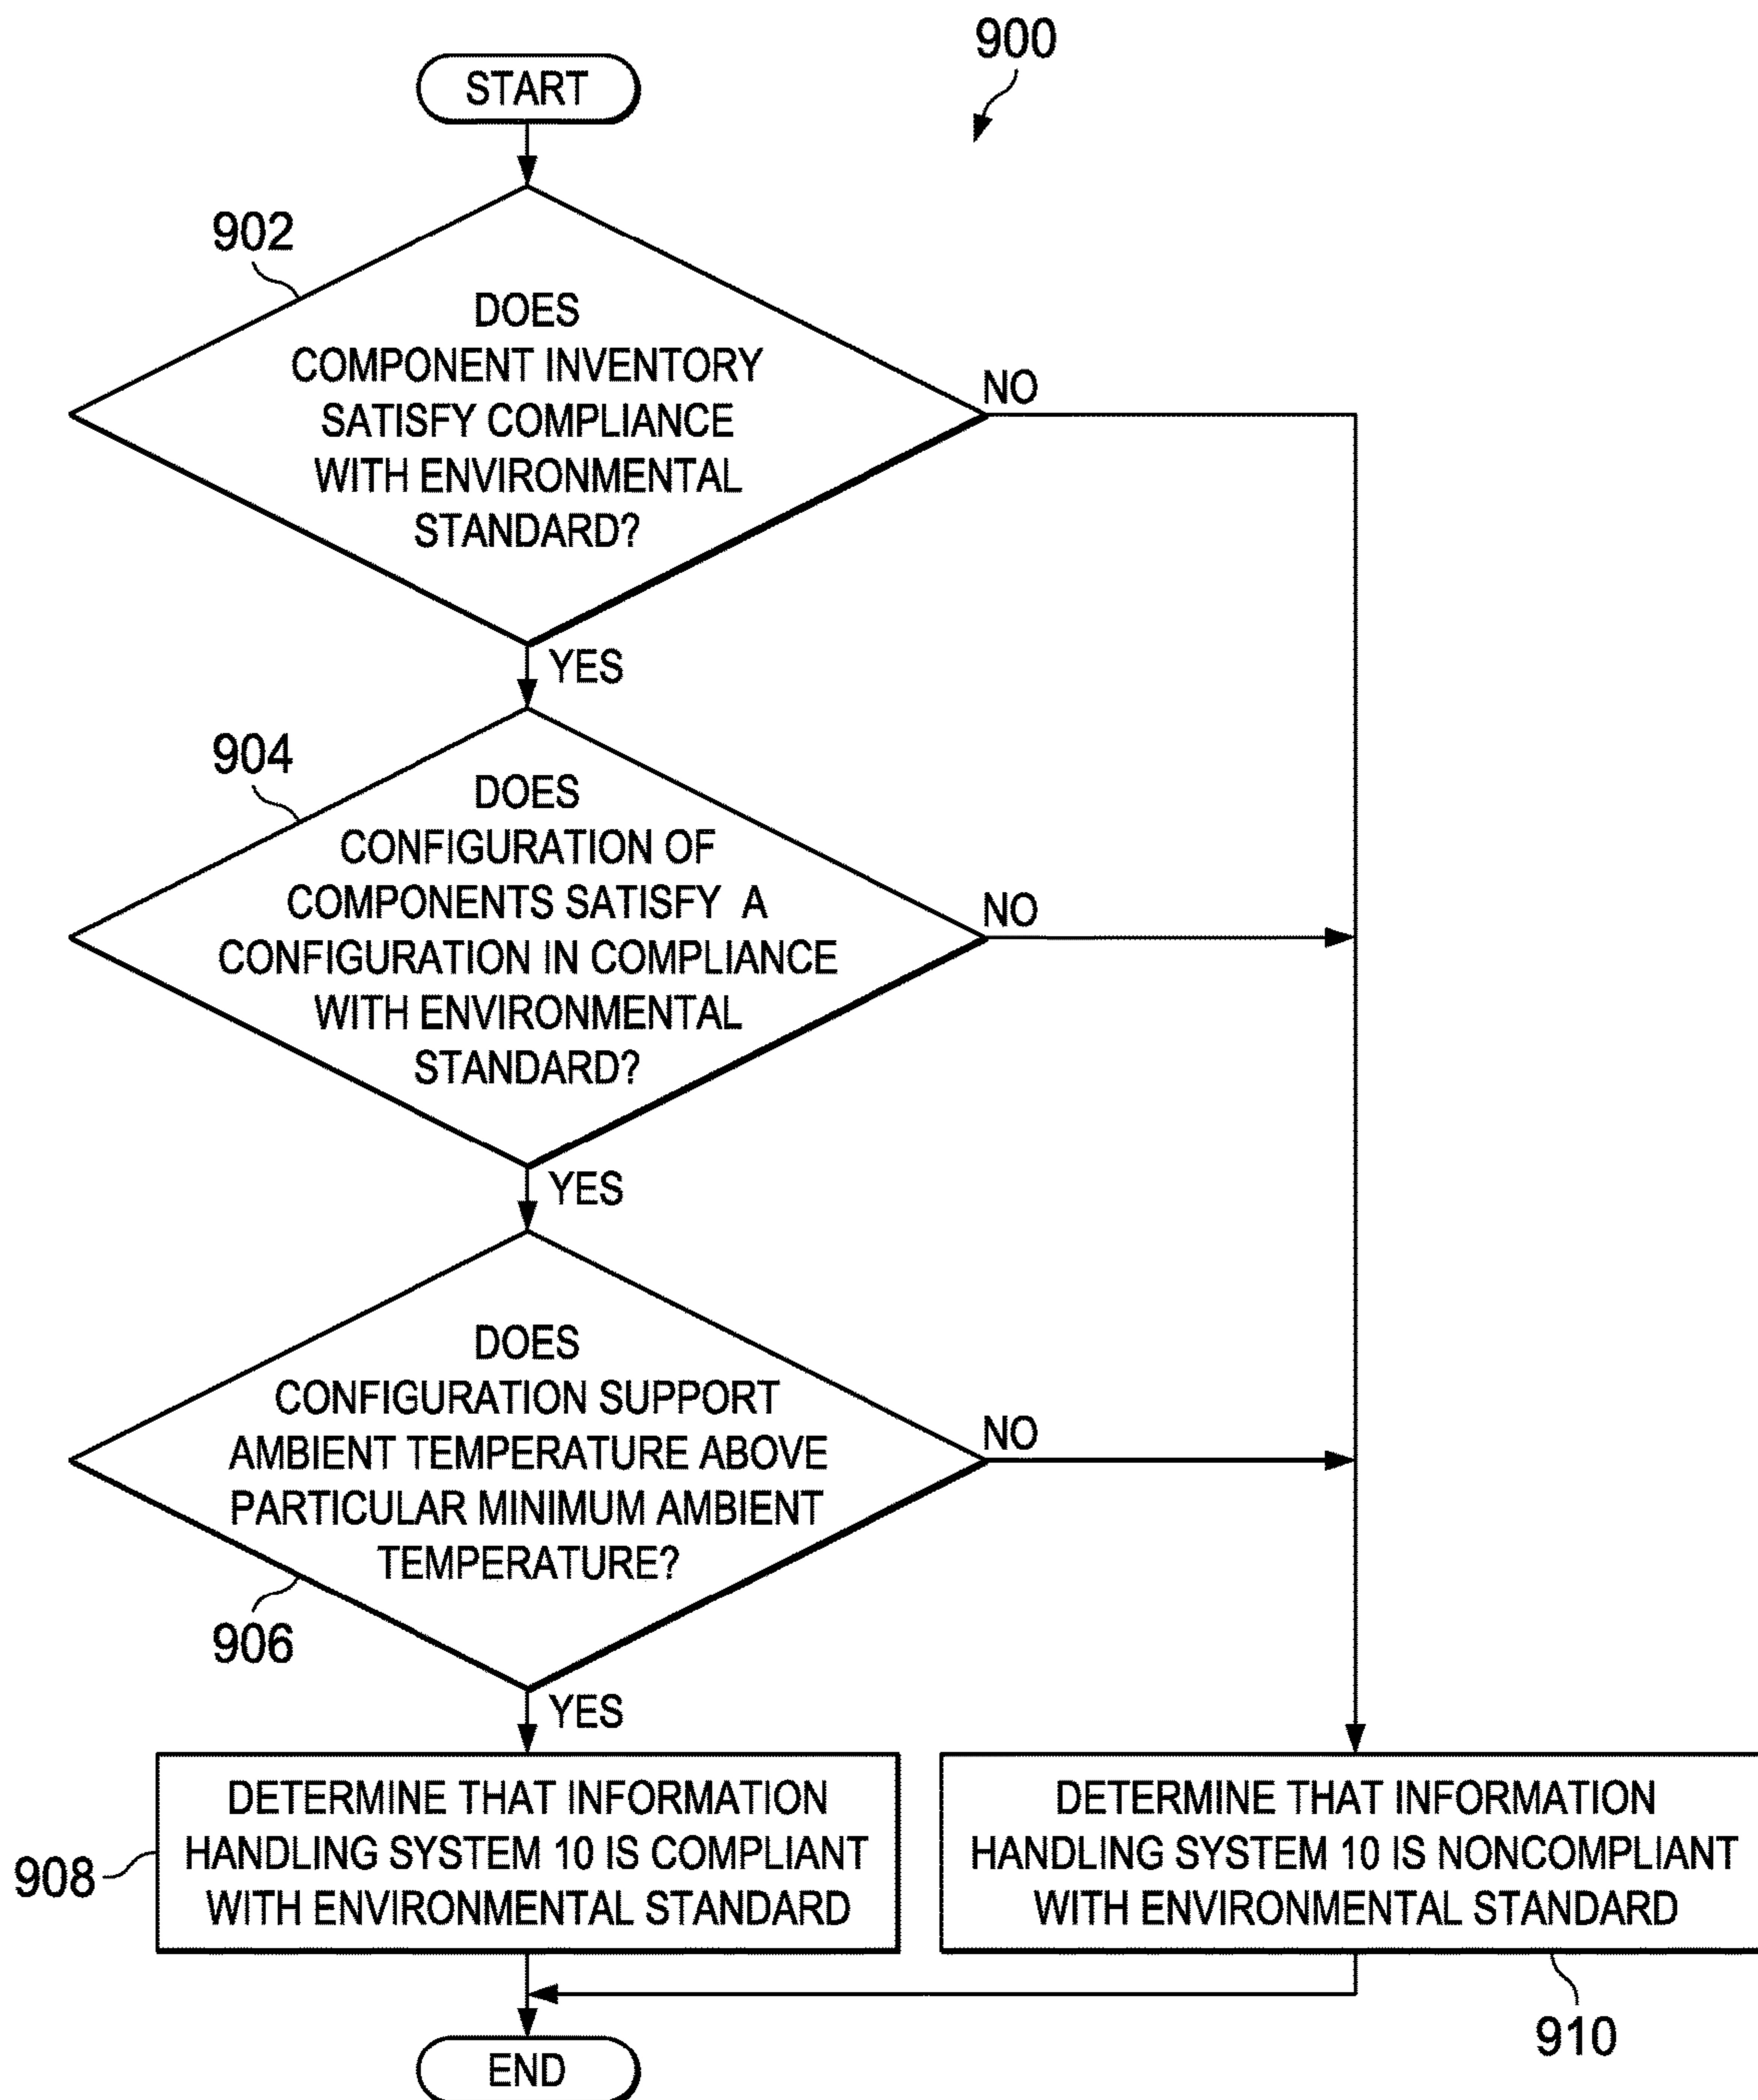 900
START
902
DOES
COMPONENT INVENTORY
SATISFY COMPLIANCE
WITH ENVIRONMENTAL
STANDARD?
NO
YES
904
DOES
CONFIGURATION OF
COMPONENTS SATISFY A
CONFIGURATION IN COMPLIANCE
WITH ENVIRONMENTAL
STANDARD?
NO
YES
DOES
CONFIGURATION SUPPORT
AMBIENT TEMPERATURE ABOVE
PARTICULAR MINIMUM AMBIENT
TEMPERATURE?
NO
906
YES
908
DETERMINE THAT INFORMATION
HANDLING SYSTEM 10 IS COMPLIANT
WITH ENVIRONMENTAL STANDARD
DETERMINE THAT INFORMATION
HANDLING SYSTEM 10 IS NONCOMPLIANT
WITH ENVIRONMENTAL STANDARD
910
END